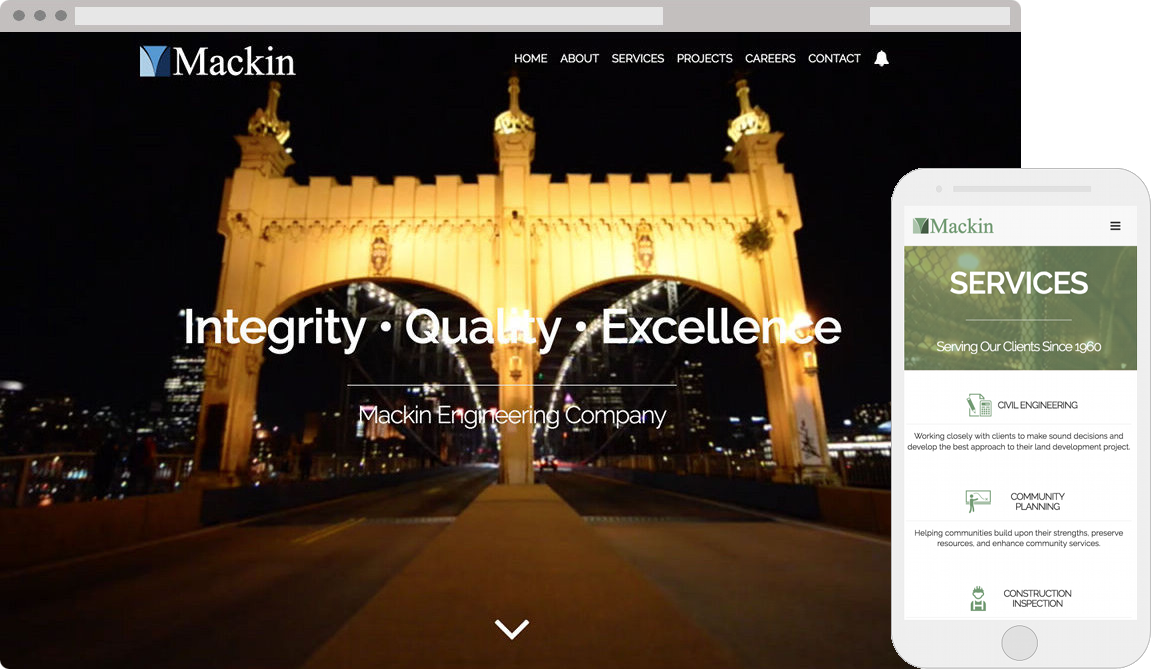 Mackin
HOME ABOUT SERVICES PROJECTS CAREERS CONTACT
Integrity • Quality • Excellence
Mackin Engineering Company
Mackin
SERVICES
Serving Our Clients Since 1960
CIVIL ENGINEERING
Working closely with clients to make sound decisions and
develop the best approach to their land development project.
COMMUNITY
PLANNING
Helping communities build upon their strengths, preserve
resources, and enhance community services.
CONSTRUCTION
INSPECTION